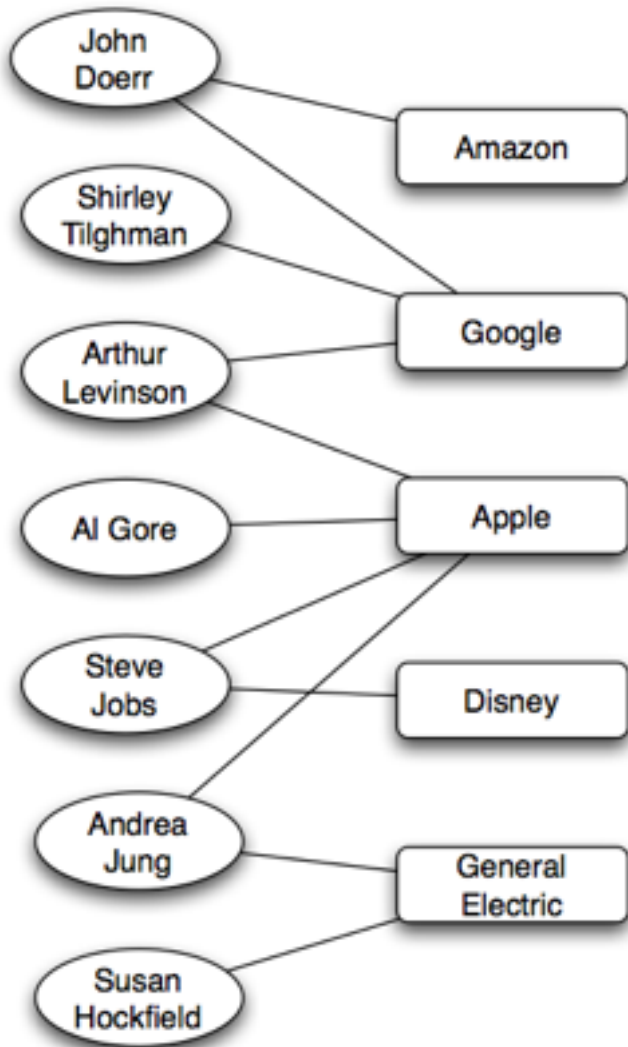 John
Doerr
Amazon
Shirley
Tilghman
Google
Arthur
Levinson
Al Gore
Apple
Steve
Jobs
Disney
Andrea
Jung
General
Electric
Susan
Hockfield